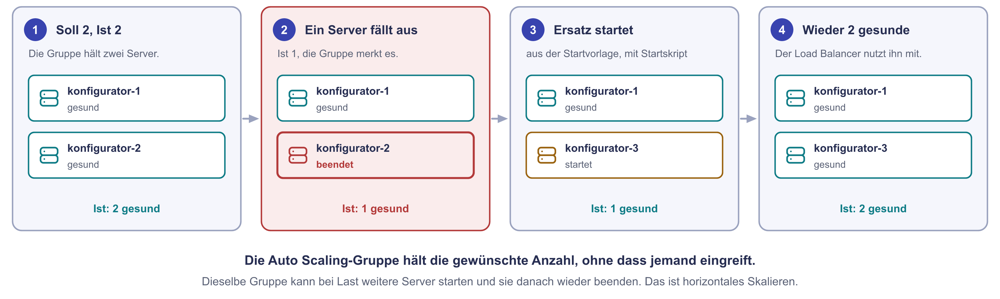 1
Soll 2, Ist 2
Die Gruppe hält zwei Server.
konfigurator-1
gesund
konfigurator-2
gesund
Ist: 2 gesund
2
Ein Server fällt aus
Ist 1, die Gruppe merkt es.
konfigurator-1
gesund
konfigurator-2
beendet
Ist: 1 gesund
3
Ersatz startet
aus der Startvorlage, mit Startskript
konfigurator-1
gesund
konfigurator-3
startet
Ist: 1 gesund
4
Wieder 2 gesunde
Der Load Balancer nutzt ihn mit.
konfigurator-1
gesund
konfigurator-3
gesund
Ist: 2 gesund
Die Auto Scaling-Gruppe hält die gewünschte Anzahl, ohne dass jemand eingreift.
Dieselbe Gruppe kann bei Last weitere Server starten und sie danach wieder beenden. Das ist horizontales Skalieren.